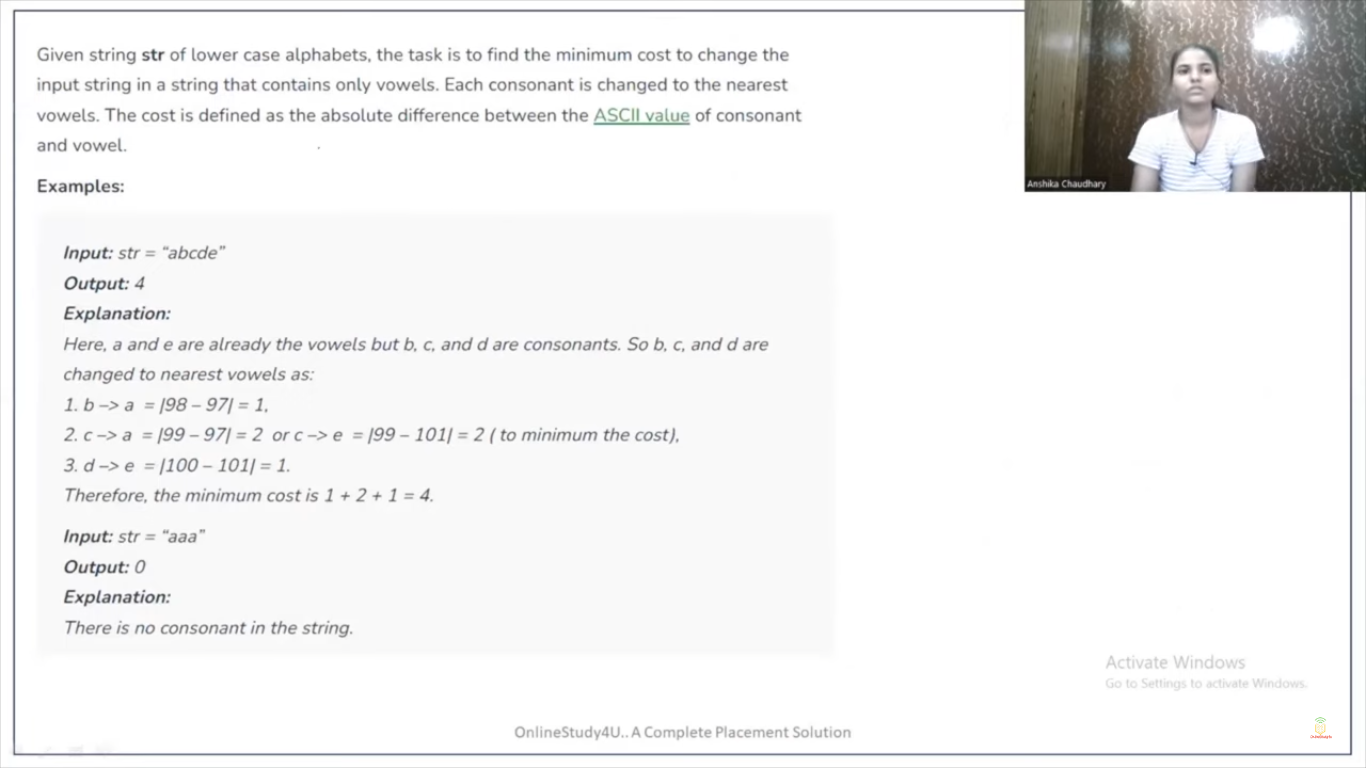 Given string str of lower case alphabets, the task is to find the minimum cost to change the
input string in a string that contains only vowels. Each consonant is changed to the nearest
vowels. The cost is defined as the absolute difference between the ASCII value of consonant
and vowel.
Examples:
Input: str = “abcde”
Output: 4
Explanation:
Here, a and e are already the vowels but b, c, and d are consonants. So b, c, and d are
changed to nearest vowels as:
1. b –> a = |98 – 97| = 1,
2. c –> a = |99 – 97| = 2 or c –> e = |99 – 101| = 2 ( to minimum the cost),
3. d –> e = |100 – 101| = 1.
Therefore, the minimum cost is 1 + 2 + 1 = 4.
Input: str = “aaa”
Output: 0
Explanation:
There is no consonant in the string.
Anshika Chaudhary
Activate Windows
Go to Settings to activate Windows.
OnlineStudy4U.. A Complete Placement Solution